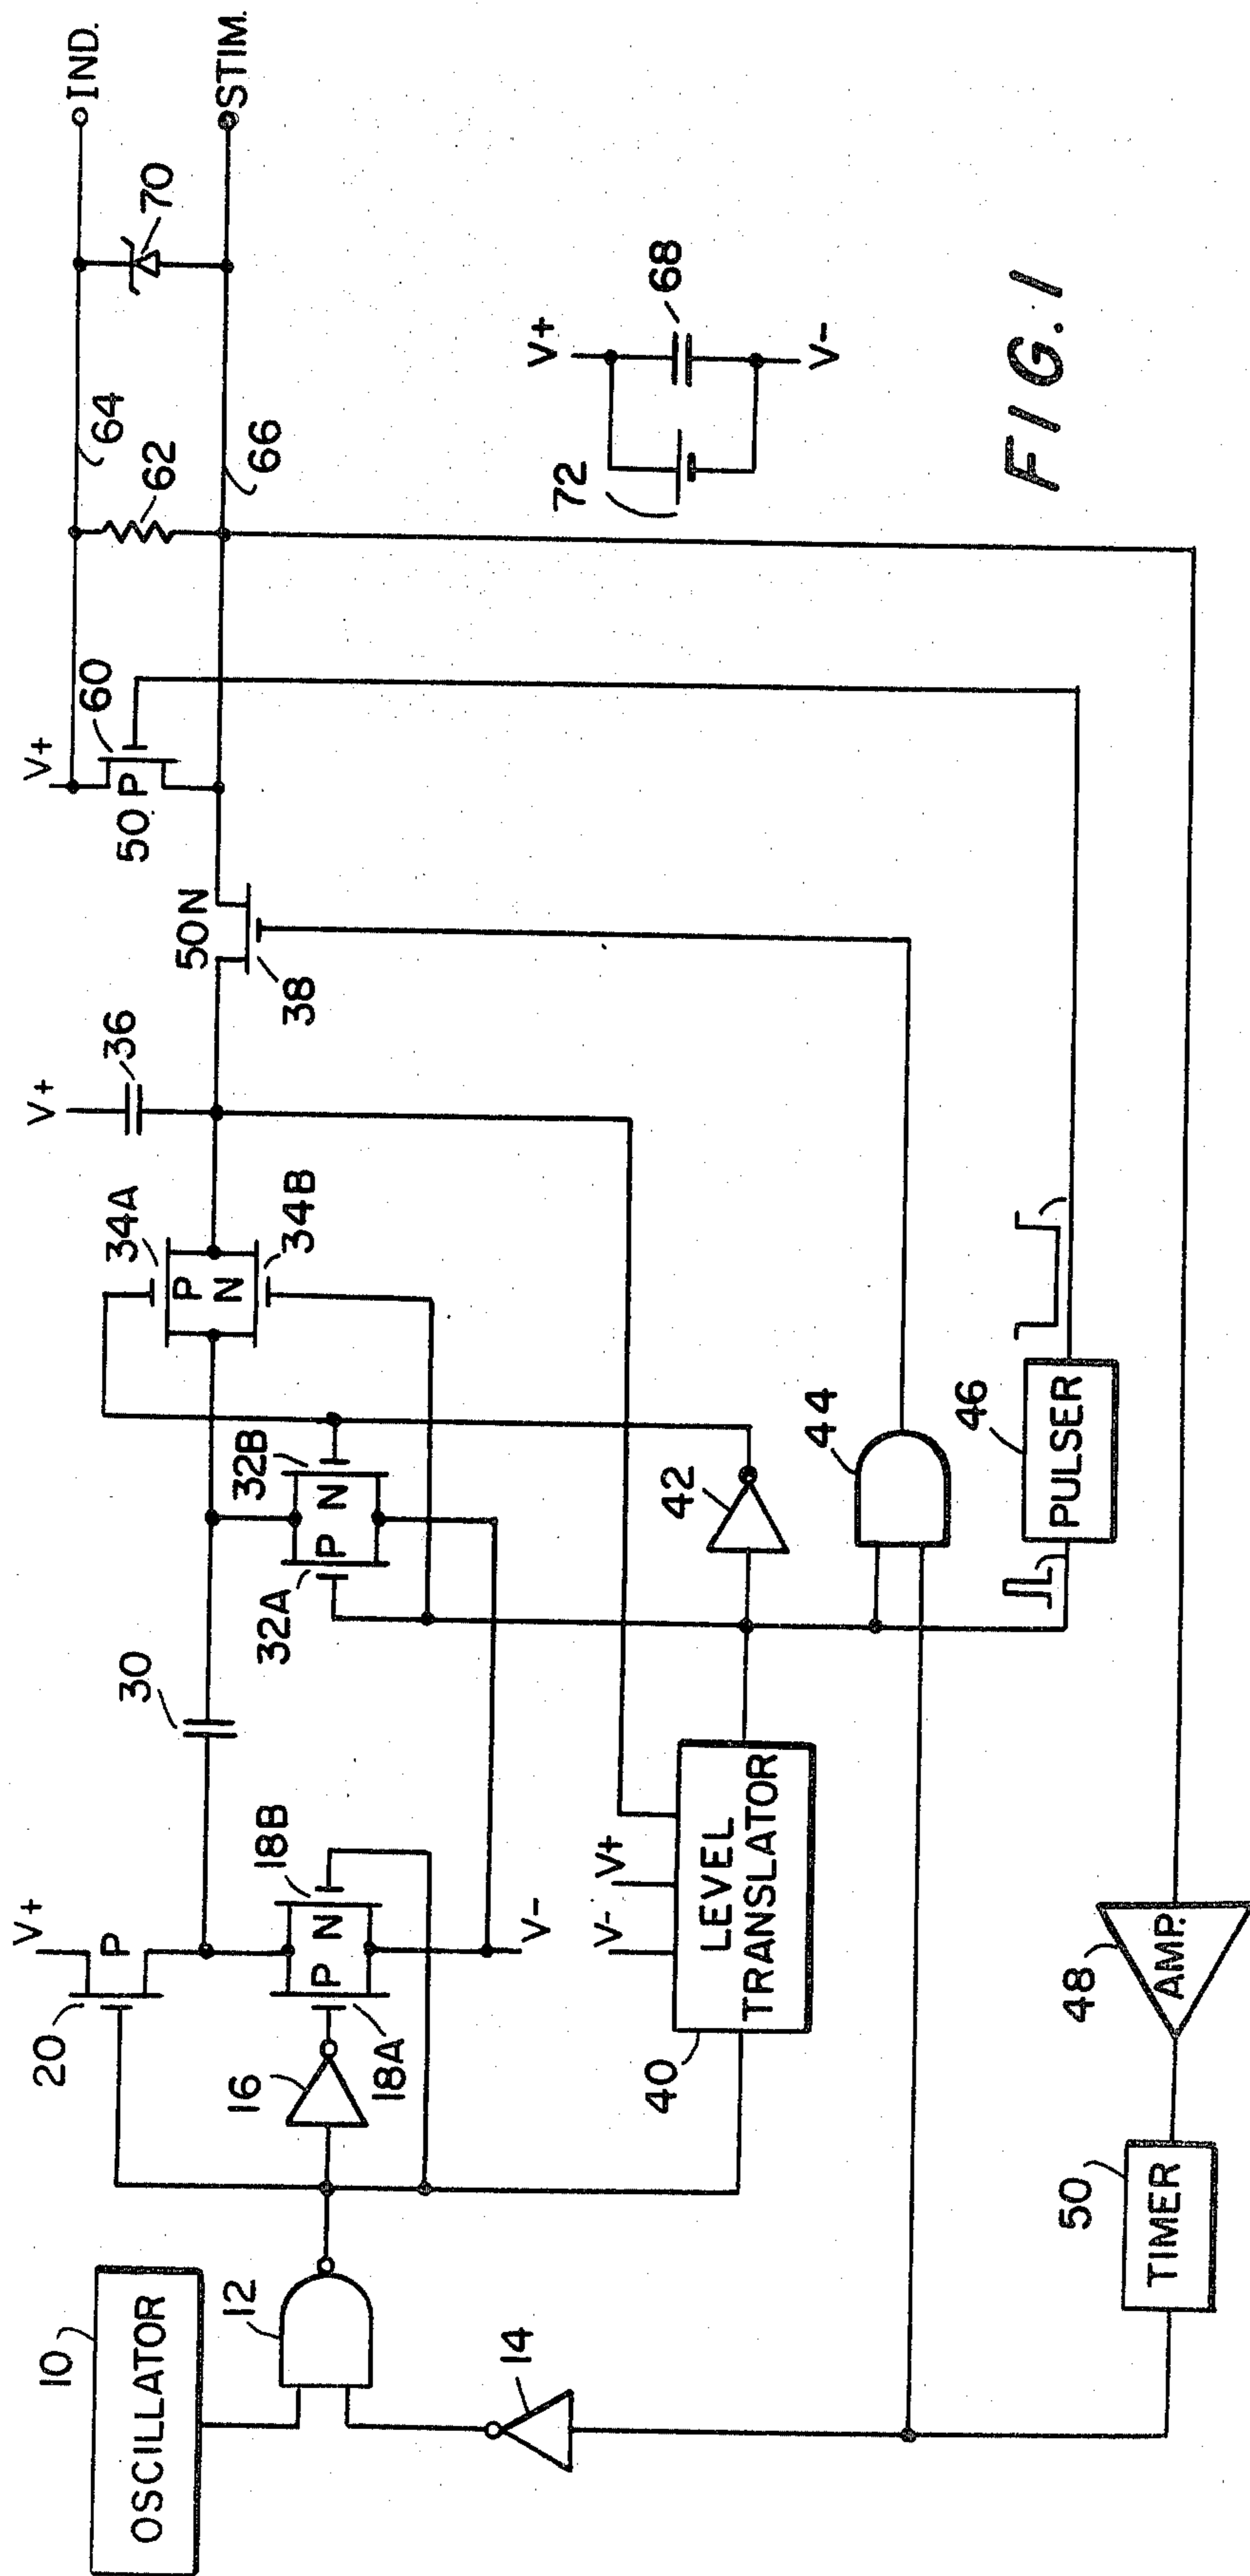 V+
60
50 P
V+
36
50N
38
64
62
66
70
IND.
STIM.
34A
P
N
34B
32A
P
N
32B
30
V+
20
P
18B
P
N
18A
16
V-
10
OSCILLATOR
12
14
V-
V+
LEVEL
TRANSLATOR
40
42
44
46
PULSER
48
AMP.
50
TIMER
72
V+
68
V-
FIG. 1